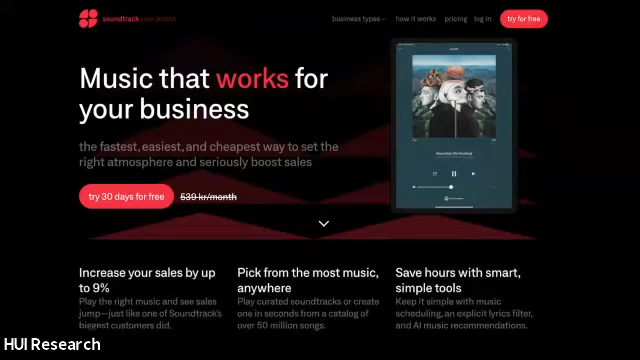 soundtrack your brand
business types
how it works
pricing
log in
try for free
Music that works for
your business
the fastest, easiest, and cheapest way to set the
right atmosphere and seriously boost sales
try 30 days for free
539 kr/month
Increase your sales by up
to 9%
Play the right music and see sales
jump—just like one of Soundtrack's
biggest customers did.
Pick from the most music,
anywhere
Play curated soundtracks or create
one in seconds from a catalog of
over 50 million songs.
Save hours with smart,
simple tools
Keep it simple with music
scheduling, an explicit lyrics filter,
and AI music recommendations.
HUI Research